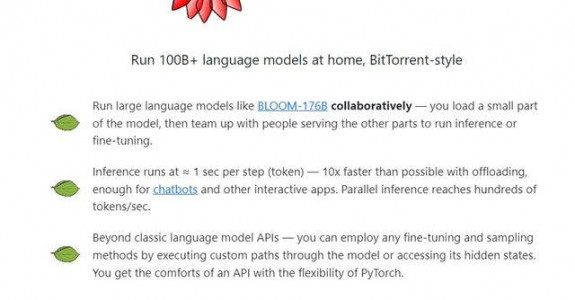 Run 100B+ language models at home, BitTorrent-style
Run large language models like BLOOM-176B collaboratively — you load a small part
of the model, then team up with people serving the other parts to run inference or
fine-tuning.
Inference runs at ≈ 1 sec per step (token) — 10x faster than possible with offloading,
enough for chatbots and other interactive apps. Parallel inference reaches hundreds of
tokens/sec.
Beyond classic language model APIs — you can employ any fine-tuning and sampling
methods by executing custom paths through the model or accessing its hidden states.
You get the comforts of an API with the flexibility of PyTorch.